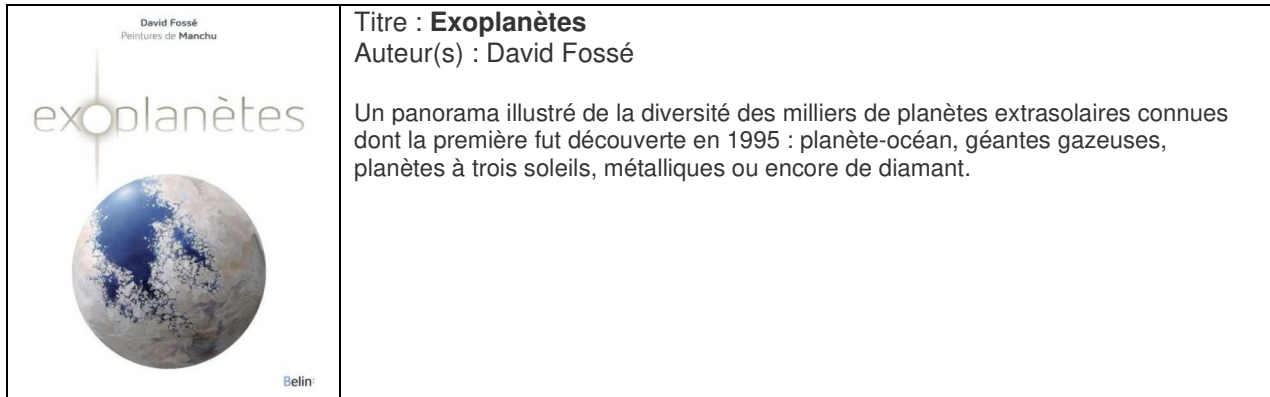 David Fossé
Peintures de Manchu
exoplanètes
Belin:
Titre : Exoplanètes
Auteur(s) : David Fossé
Un panorama illustré de la diversité des milliers de planètes extrasolaires connues
dont la première fut découverte en 1995 : planète-océan, géantes gazeuses,
planètes à trois soleils, métalliques ou encore de diamant.